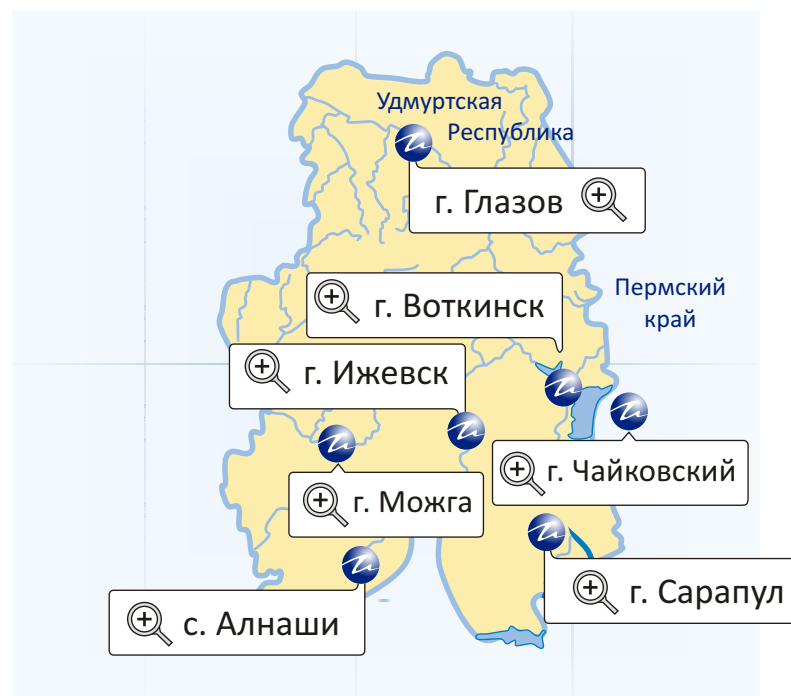 Удмуртская
Республика
г. Глазов
Пермский
край
г. Воткинск
г. Ижевск
г. Чайковский
г. Можга
г. Сарапул
с. Алнаши